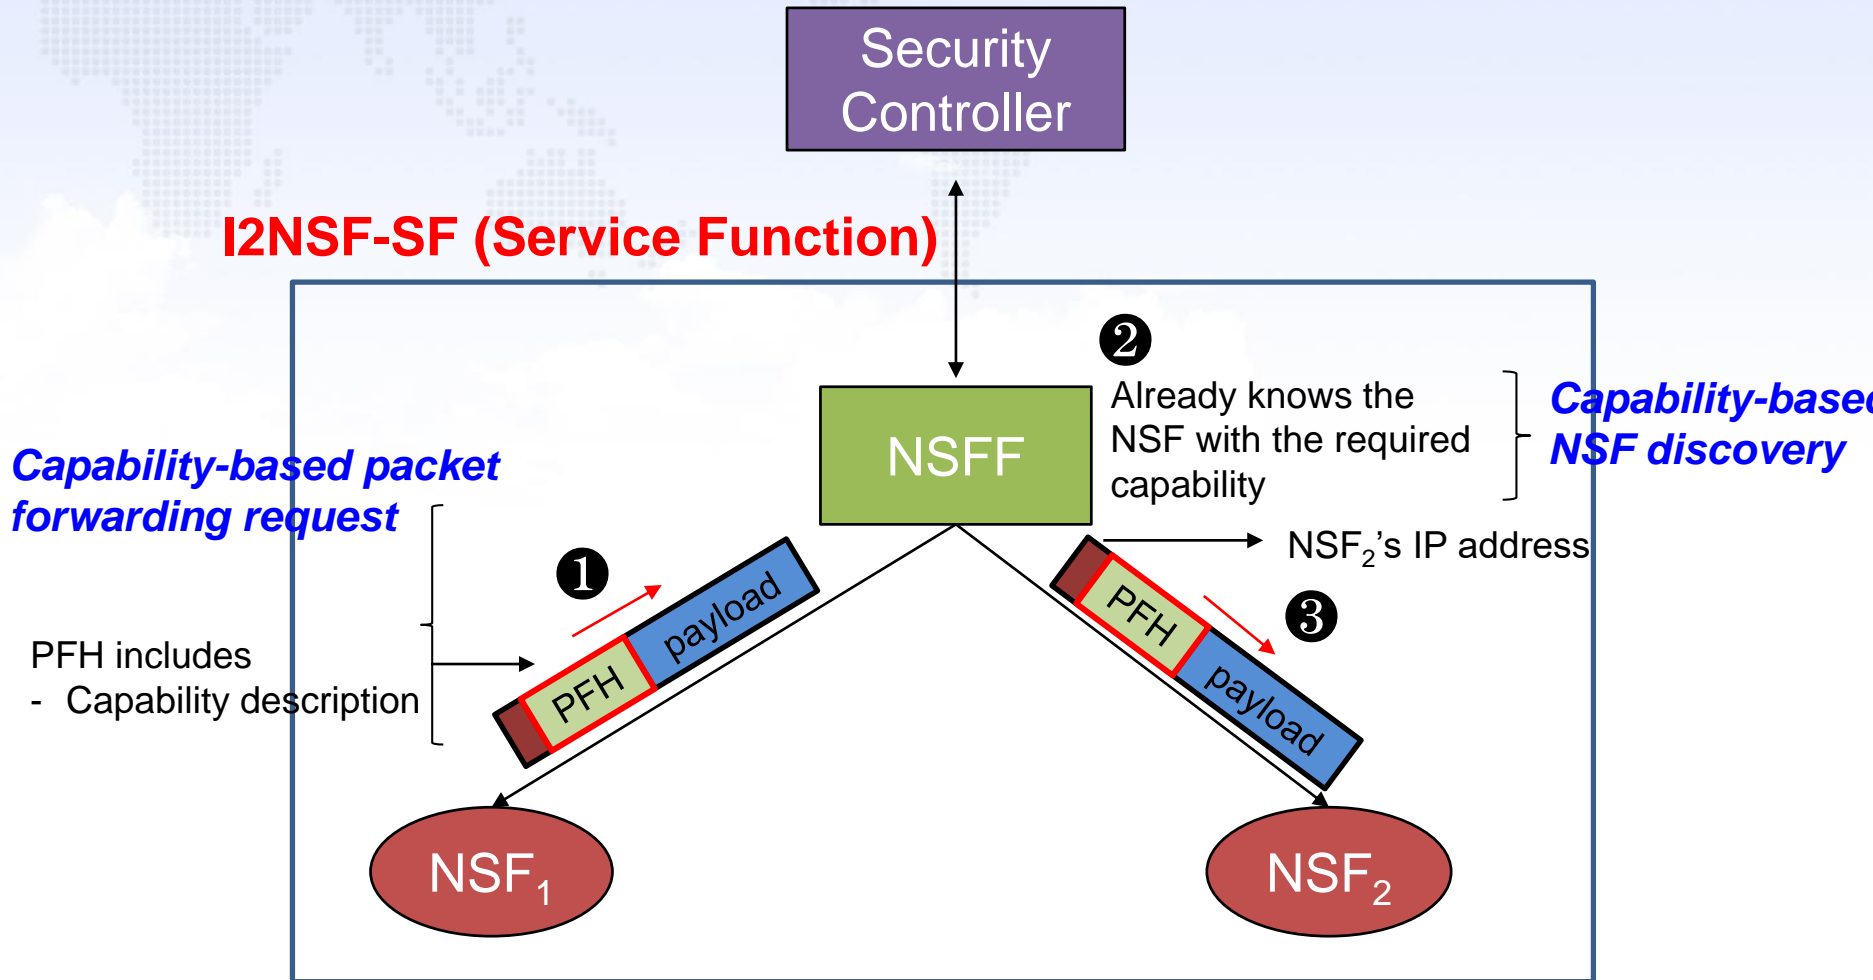 Security
Controller
I2NSF-SF (Service Function)
❷
Already knows the
NSF with the required
capability
Capability-based
NSF discovery
NSFF
Capability-based packet
forwarding request
NSF₂'s IP address
❶
payload
PFH
PFH includes
- Capability description
PFH
❸
payload
NSF₁
NSF₂